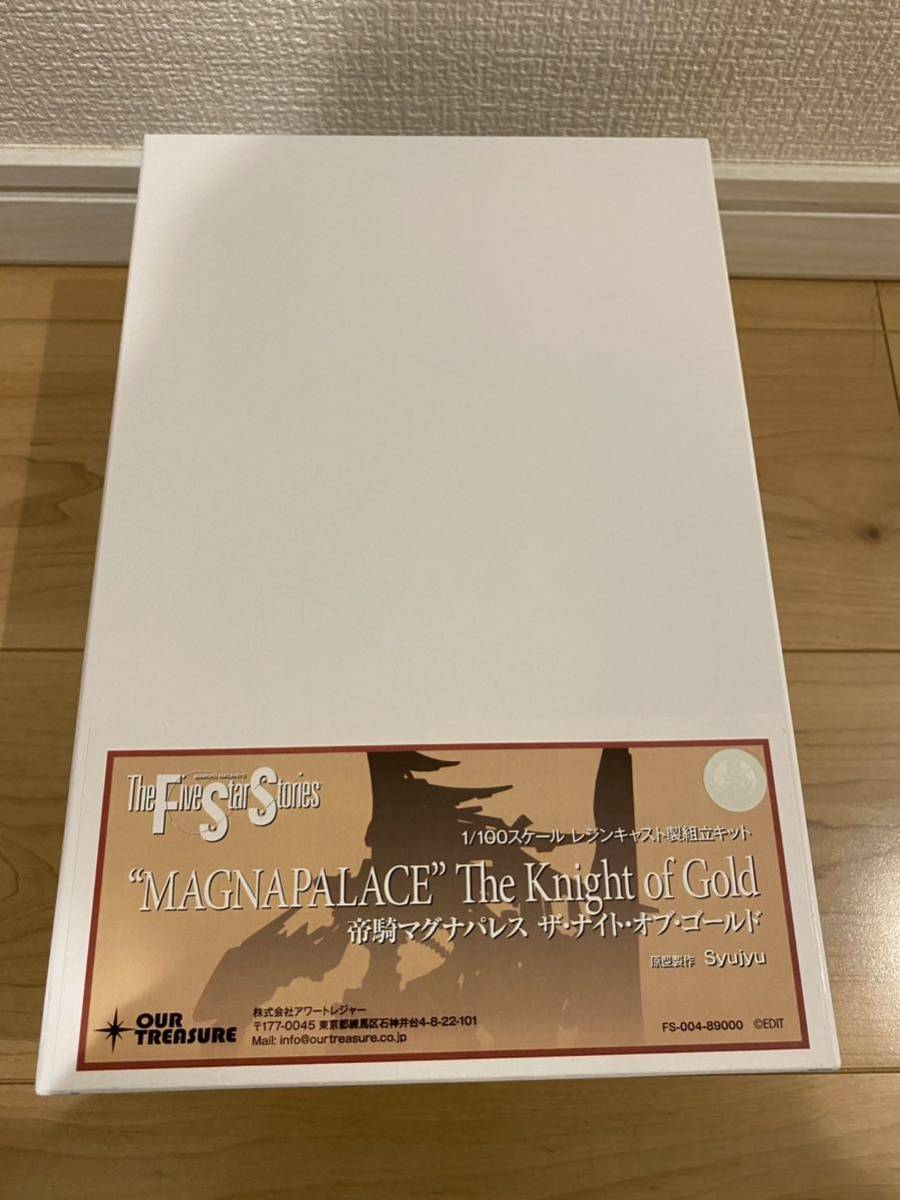 MAMORU NAGANO'S
The Five Star Stories
1/100スケール レジンキャスト製組立キット
“MAGNAPALACE” The Knight of Gold
帝騎マグナパレス ザ・ナイト・オブ・ゴールド
原型製作 Syujyu
OUR TREASURE
株式会社アワートレジャー
〒177-0045 東京都練馬区石神井台4-8-22-101
Mail: info@ourtreasure.co.jp
FS-004-89000 ©EDIT